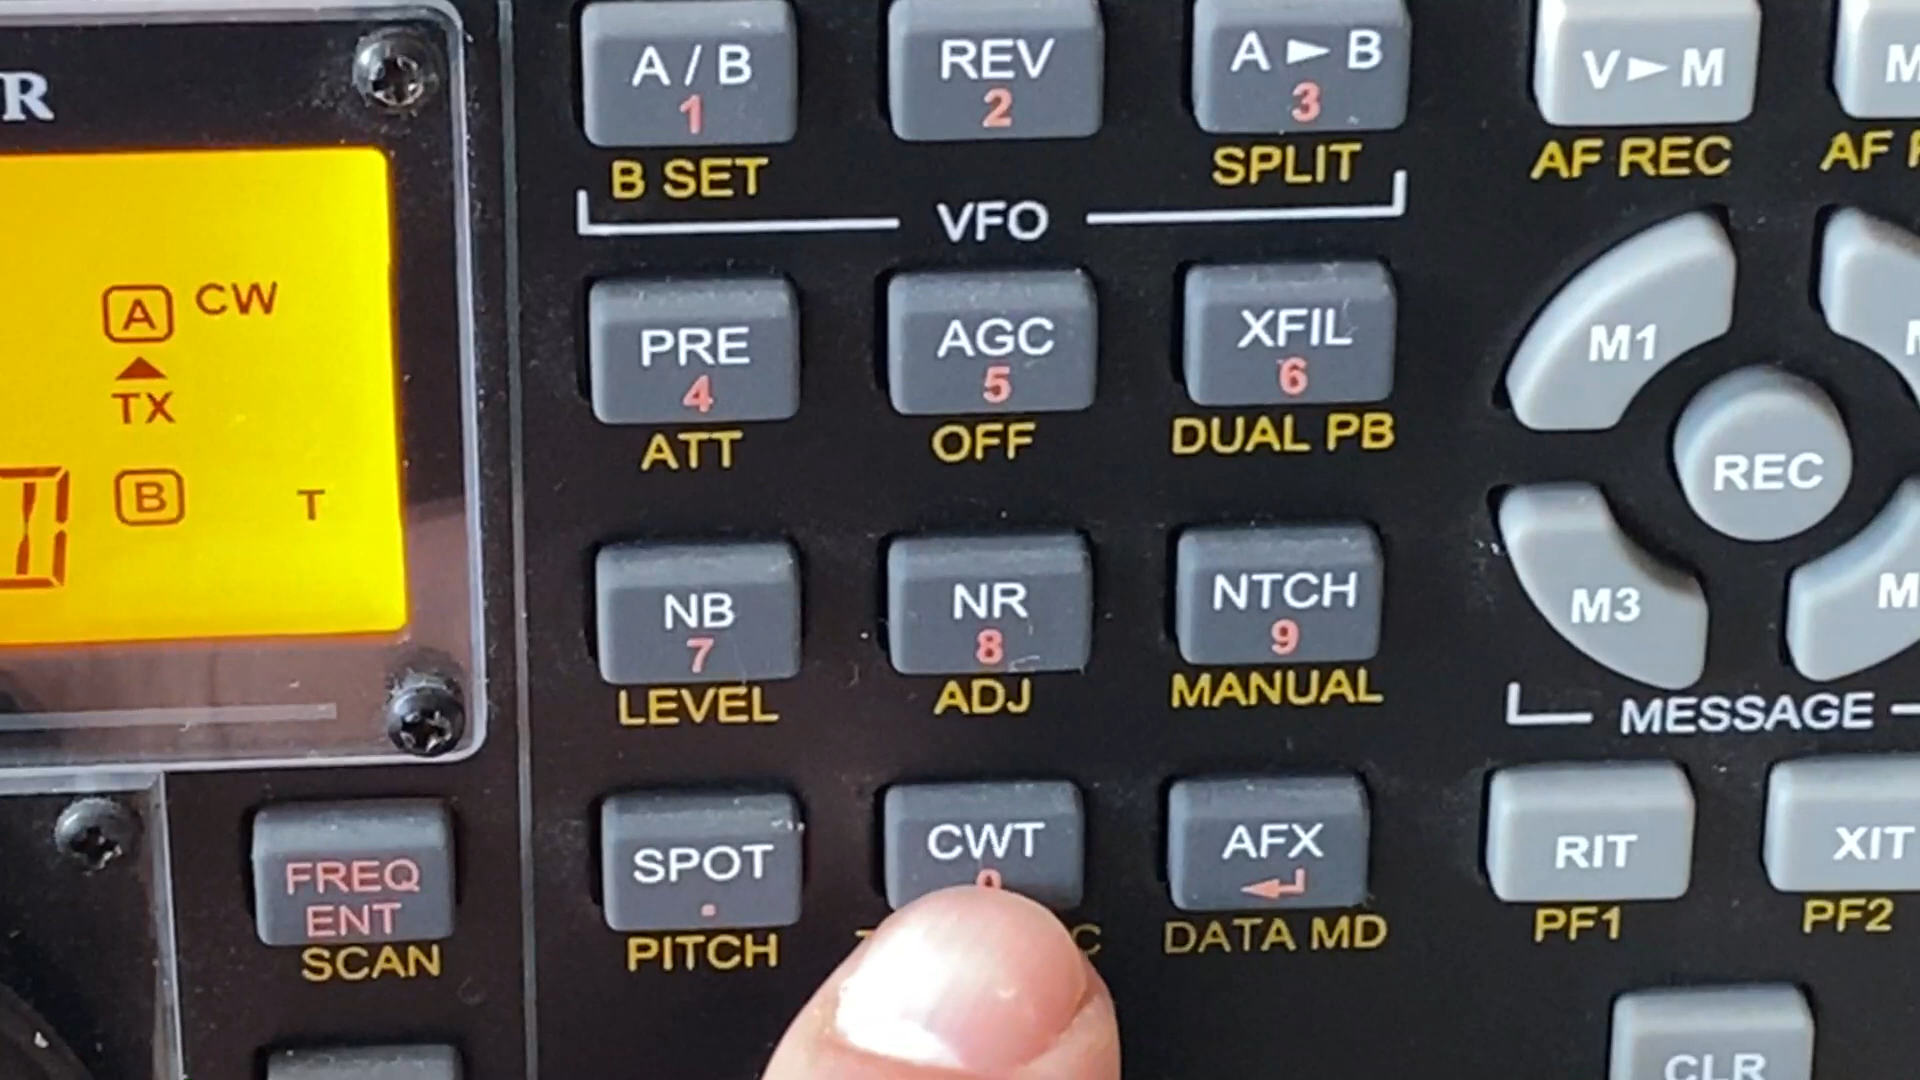 R
A CW
TX
B T
A / B
1
B SET
REV
2
A ► B
3
SPLIT
VFO
PRE
4
ATT
AGC
5
OFF
XFIL
6
DUAL PB
NB
7
LEVEL
NR
8
ADJ
NTCH
9
MANUAL
FREQ
ENT
SCAN
SPOT
.
PITCH
CWT
AFX
DATA MD
V ► M
AF REC
AF
M1
REC
M3
MESSAGE
RIT
PF1
XIT
PF2
CLR